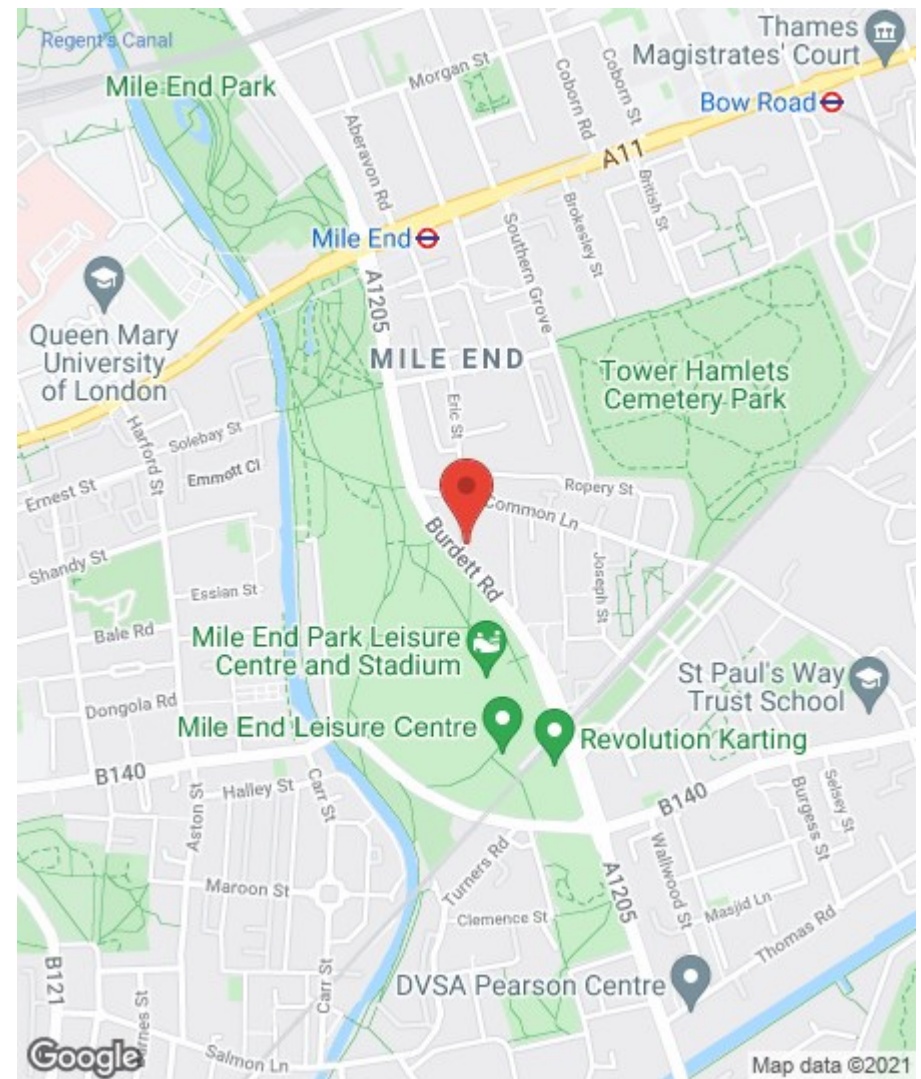 Thames
Magistrates' Court
Regent's Canal
Morgan St
Mile End Park
Coborn Rd
Coborn St
Bow Road
Aberavon Rd
A11
British St
Brokesley St
Southern Grove
Mile End
A1205
Queen Mary
University
of London
MILE END
Tower Hamlets
Cemetery Park
Eric St
Harford St
Solebay St
Emmott Cl
Ernest St
Ropery St
Common Ln
Burdett Rd
Shandy St
Joseph St
Essian St
Bale Rd
Mile End Park Leisure
Centre and Stadium
St Paul's Way
Trust School
Dongola Rd
Mile End Leisure Centre
Revolution Karting
B140
Halley St
Carr St
Aston St
B140
Selsey St
Burgess St
Wallwood St
Turners Rd
Maroon St
A1205
Masjid Ln
Clemence St
Thomas Rd
B121
DVSA Pearson Centre
Carr St
Salmon Ln
Google
Map data ©2021